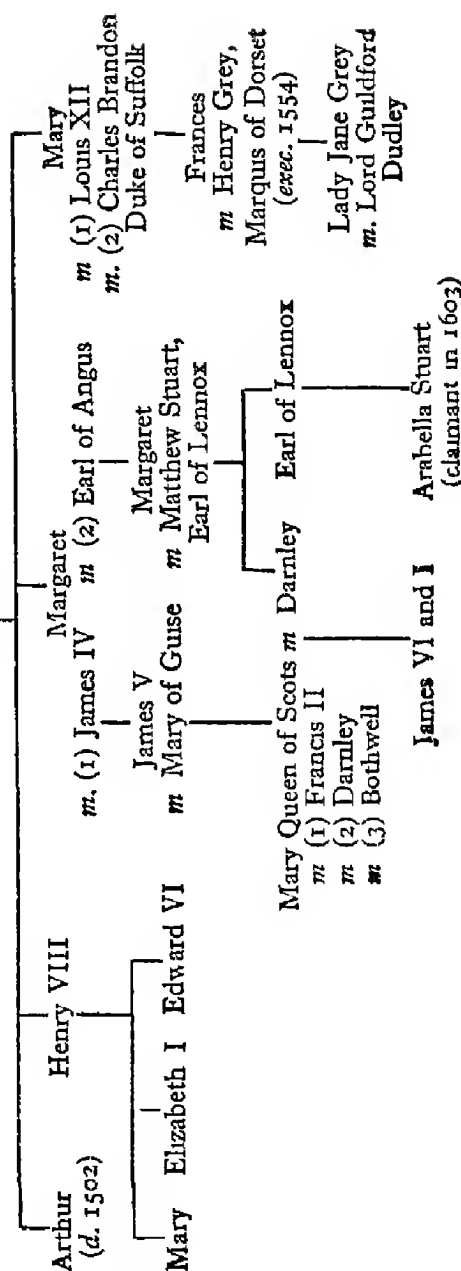 Arthur
(d. 1502)
Henry VIII
Mary
Elizabeth I
Edward VI
Margaret
m. (1) James IV
m (2) Earl of Angus
James V
m Mary of Guise
Margaret
m Matthew Stuart,
Earl of Lennox
Mary Queen of Scots m Darnley
m (1) Francis II
m (2) Darnley
m (3) Bothwell
Earl of Lennox
James VI and I
Arabella Stuart
(claimant in 1603)
Mary
m (1) Louis XII
m. (2) Charles Brandon
Duke of Suffolk
Frances
m Henry Grey,
Marquis of Dorset
(exec. 1554)
Lady Jane Grey
m. Lord Guildford
Dudley